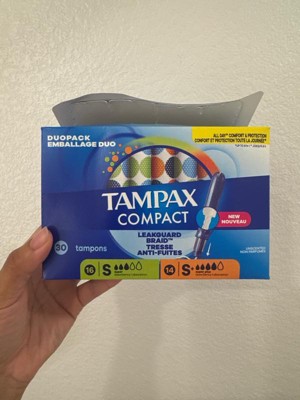 DUOPACK
EMBALLAGE DUO
ALL DAY COMFORT & PROTECTION
CONFORT ET PROTECTION TOUTE LA JOURNÉE
TAMPAX
COMPACT
NEW
NOUVEAU
LEAKGUARD
BRAID™
TRESSE
ANTI-FUITES
30 tampons
16 S
14 S+